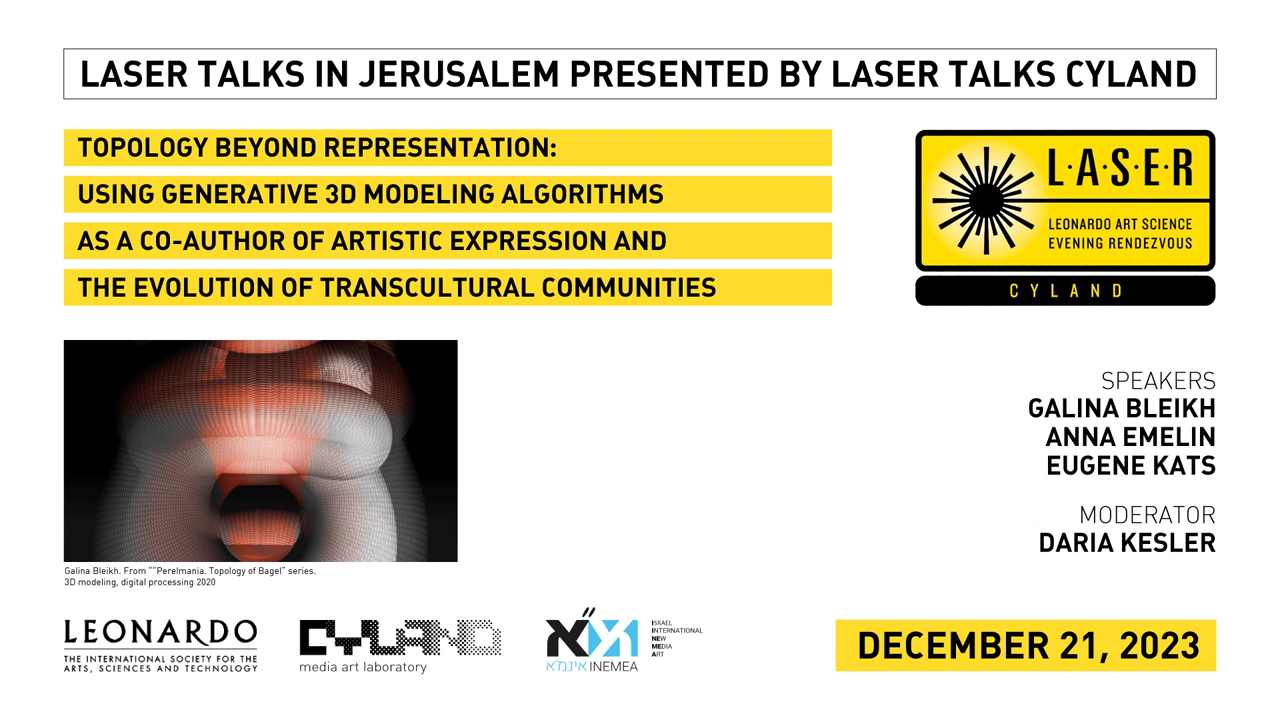 LASER TALKS IN JERUSALEM PRESENTED BY LASER TALKS CYLAND
TOPOLOGY BEYOND REPRESENTATION:
USING GENERATIVE 3D MODELING ALGORITHMS
AS A CO-AUTHOR OF ARTISTIC EXPRESSION AND
THE EVOLUTION OF TRANSCULTURAL COMMUNITIES
L·A·S·E·R
LEONARDO ART SCIENCE
EVENING RENDEZVOUS
CYLAND
SPEAKERS
GALINA BLEIKH
ANNA EMELIN
EUGENE KATS
MODERATOR
DARIA KESLER
Galina Bleikh. From ""Perelmania. Topology of Bagel" series.
3D modeling, digital processing 2020
LEONARDO
THE INTERNATIONAL SOCIETY FOR THE
ARTS, SCIENCES AND TECHNOLOGY
CYLAND
media art laboratory
אינמ״א INEMEA
ISRAEL
INTERNATIONAL
NEW
MEDIA
ART
DECEMBER 21, 2023